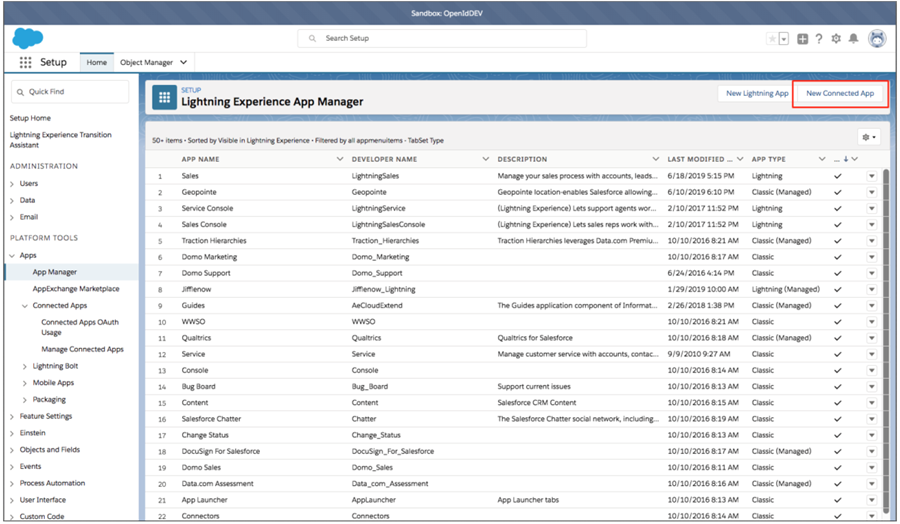 Sandbox: OpenIdDEV
Search Setup
Setup
Home
Object Manager
Quick Find
Setup Home
Lightning Experience Transition
Assistant
ADMINISTRATION
Users
Data
Email
PLATFORM TOOLS
Apps
App Manager
AppExchange Marketplace
Connected Apps
Connected Apps OAuth
Usage
Manage Connected Apps
Lightning Bolt
Mobile Apps
Packaging
Feature Settings
Einstein
Objects and Fields
Events
Process Automation
User Interface
Custom Code
SETUP
Lightning Experience App Manager
New Lightning App
New Connected App
50+ items • Sorted by Visible in Lightning Experience • Filtered by all appmenuitems - TabSet Type
APP NAME DEVELOPER NAME DESCRIPTION LAST MODIFIED ... APP TYPE ...
1 Sales LightningSales Manage your sales process with accounts, leads... 6/18/2019 5:15 PM Lightning
2 Geopointe Geopointe Geopointe location-enables Salesforce allowing... 6/10/2019 6:10 PM Classic (Managed)
3 Service Console LightningService (Lightning Experience) Lets support agents wor... 2/10/2017 11:52 PM Lightning
4 Sales Console LightningSalesConsole (Lightning Experience) Lets sales reps work with... 2/10/2017 11:52 PM Lightning
5 Traction Hierarchies Traction_Hierarchies Traction Hierarchies leverages Data.com Premiu... 10/10/2016 8:21 AM Classic (Managed)
6 Domo Marketing Domo_Marketing 10/10/2016 8:17 AM Classic
7 Domo Support Domo_Support 6/24/2016 4:14 PM Classic
8 Jifflenow Jifflenow_Lightning 1/29/2019 10:00 AM Lightning (Managed)
9 Guides AeCloudExtend The Guides application component of Informat... 2/26/2018 1:38 PM Classic (Managed)
10 WWSO WWSO 10/10/2016 8:21 AM Classic
11 Qualtrics Qualtrics Qualtrics for Salesforce 10/10/2016 8:18 AM Classic (Managed)
12 Service Service Manage customer service with accounts, contac... 9/9/2010 9:27 AM Classic
13 Console Console 10/10/2016 8:14 AM Classic
14 Bug Board Bug_Board Support current issues 10/10/2016 8:13 AM Classic
15 Content Content Salesforce CRM Content 10/10/2016 8:15 AM Classic
16 Salesforce Chatter Chatter The Salesforce Chatter social network, including... 10/10/2016 8:19 AM Classic
17 Change Status Change_Status 10/10/2016 8:13 AM Classic
18 DocuSign For Salesforce DocuSign_For_Salesforce 10/10/2016 8:17 AM Classic (Managed)
19 Domo Sales Domo_Sales 10/10/2016 8:11 AM Classic
20 Data.com Assessment Data_com_Assessment 10/10/2016 8:16 AM Classic (Managed)
21 App Launcher AppLauncher App Launcher tabs 10/10/2016 8:13 AM Classic
22 Connectors Connectors 10/10/2016 8:14 AM Classic